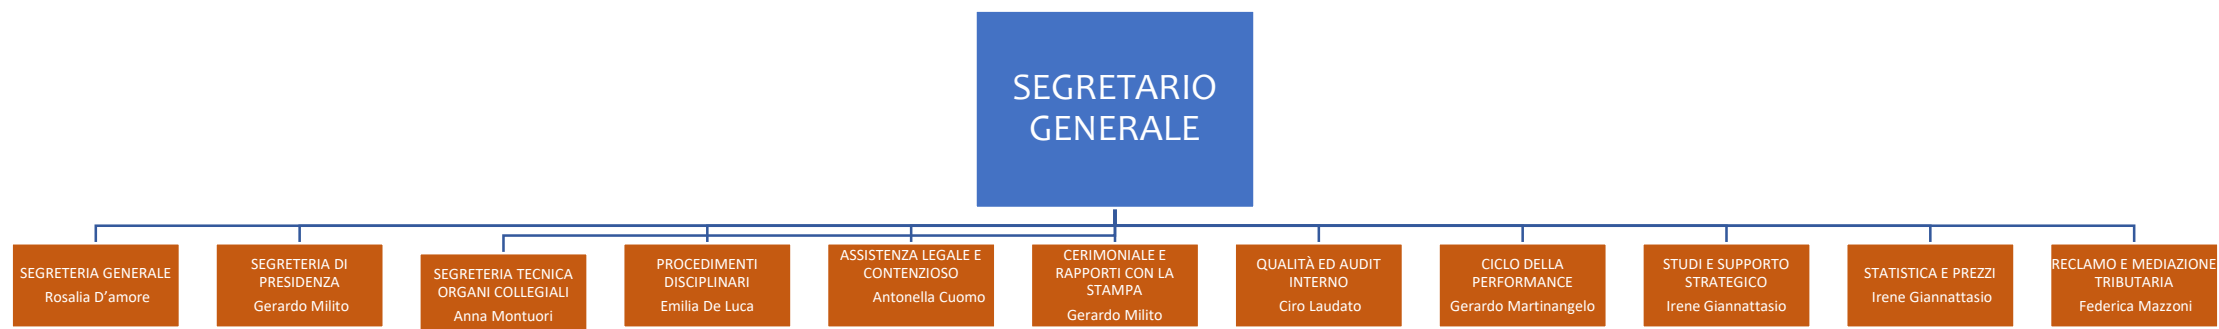 SEGRETARIO
GENERALE
SEGRETERIA GENERALE
Rosalia D'amore
SEGRETERIA DI
PRESIDENZA
Gerardo Milito
SEGRETERIA TECNICA
ORGANI COLLEGIALI
Anna Montuori
PROCEDIMENTI
DISCIPLINARI
Emilia De Luca
ASSISTENZA LEGALE E
CONTENZIOSO
Antonella Cuomo
CERIMONIALE E
RAPPORTI CON LA
STAMPA
Gerardo Milito
QUALITÀ ED AUDIT
INTERNO
Ciro Laudato
CICLO DELLA
PERFORMANCE
Gerardo Martinangelo
STUDI E SUPPORTO
STRATEGICO
Irene Giannattasio
STATISTICA E PREZZI
Irene Giannattasio
RECLAMO E MEDIAZIONE
TRIBUTARIA
Federica Mazzoni